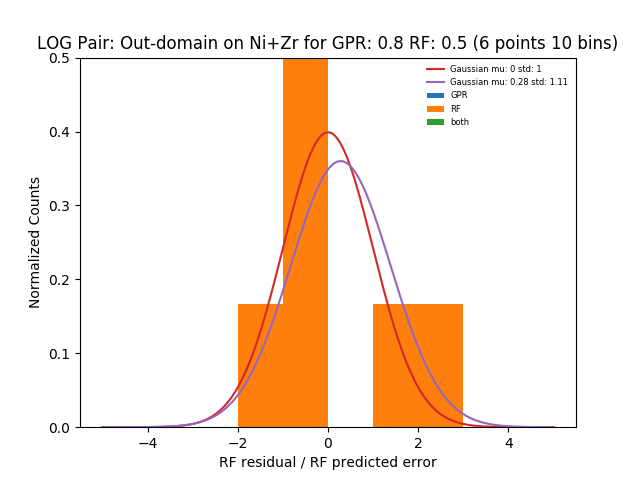 LOG Pair: Out-domain on Ni+Zr for GPR: 0.8 RF: 0.5 (6 points 10 bins)
Gaussian mu: 0 std: 1
Gaussian mu: 0.28 std: 1.11
GPR
RF
both
Normalized Counts
0.5
0.4
0.3
0.2
0.1
0.0
−4 −2 0 2 4
RF residual / RF predicted error